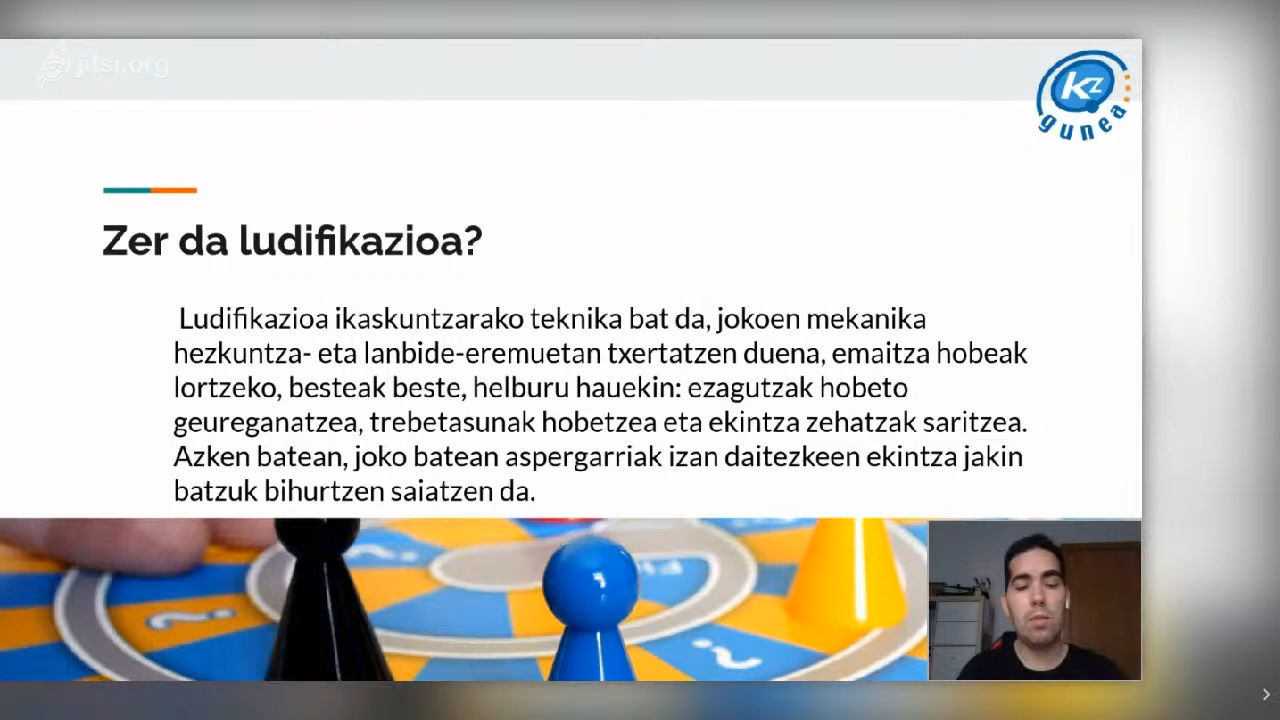 jitsi.org
kz
gunea
Zer da ludifikazioa?
Ludifikazioa ikaskuntzarako teknika bat da, jokoen mekanika
hezkuntza- eta lanbide-eremuetan txertatzen duena, emaitza hobeak
lortzeko, besteak beste, helburu hauekin: ezagutzak hobeto
geureganatzea, trebetasunak hobetzea eta ekintza zehatzak saritzea.
Azken batean, joko batean aspergarriak izan daitezkeen ekintza jakin
batzuk bihurtzen saiatzen da.